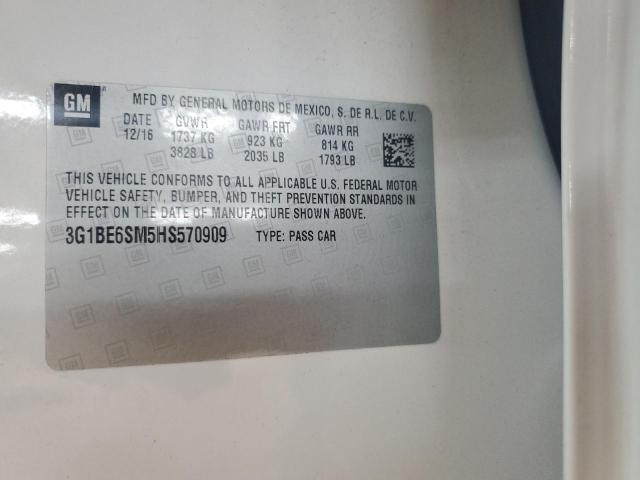 GM
MFD BY GENERAL MOTORS DE MEXICO, S. DE R.L. DE C.V.
DATE GVWR GAWR FRT GAWR RR
12/16 1737 KG 923 KG 814 KG
3828 LB 2035 LB 1793 LB
THIS VEHICLE CONFORMS TO ALL APPLICABLE U.S. FEDERAL MOTOR
VEHICLE SAFETY, BUMPER, AND THEFT PREVENTION STANDARDS IN
EFFECT ON THE DATE OF MANUFACTURE SHOWN ABOVE.
3G1BE6SM5HS570909 TYPE: PASS CAR